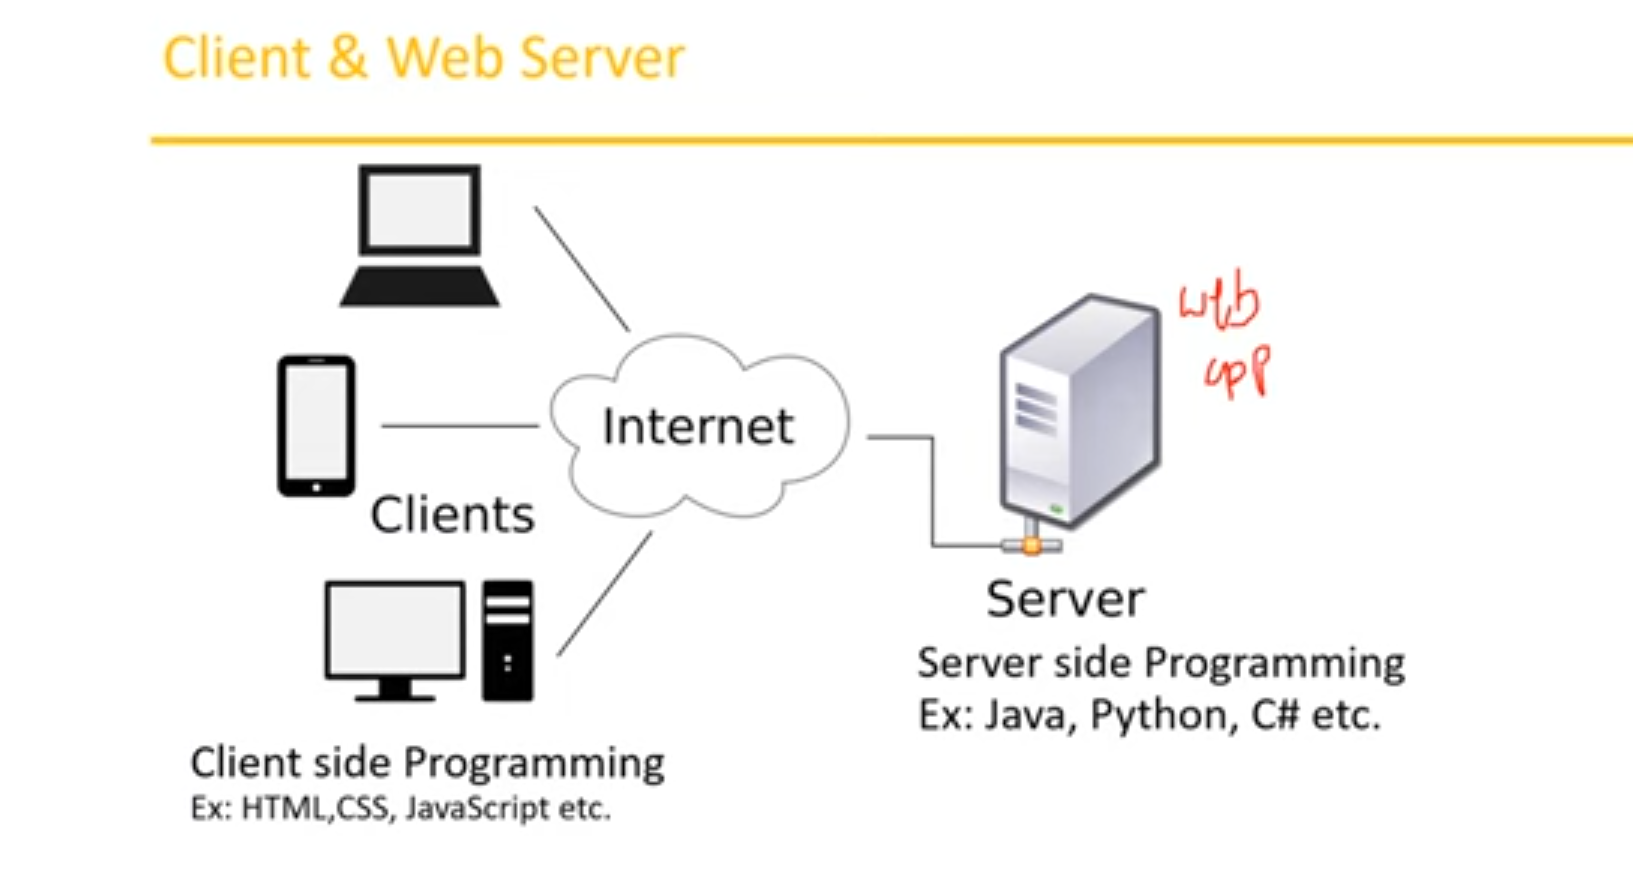 Client & Web Server
web
app
Internet
Clients
Server
Server side Programming
Ex: Java, Python, C# etc.
Client side Programming
Ex: HTML,CSS, JavaScript etc.